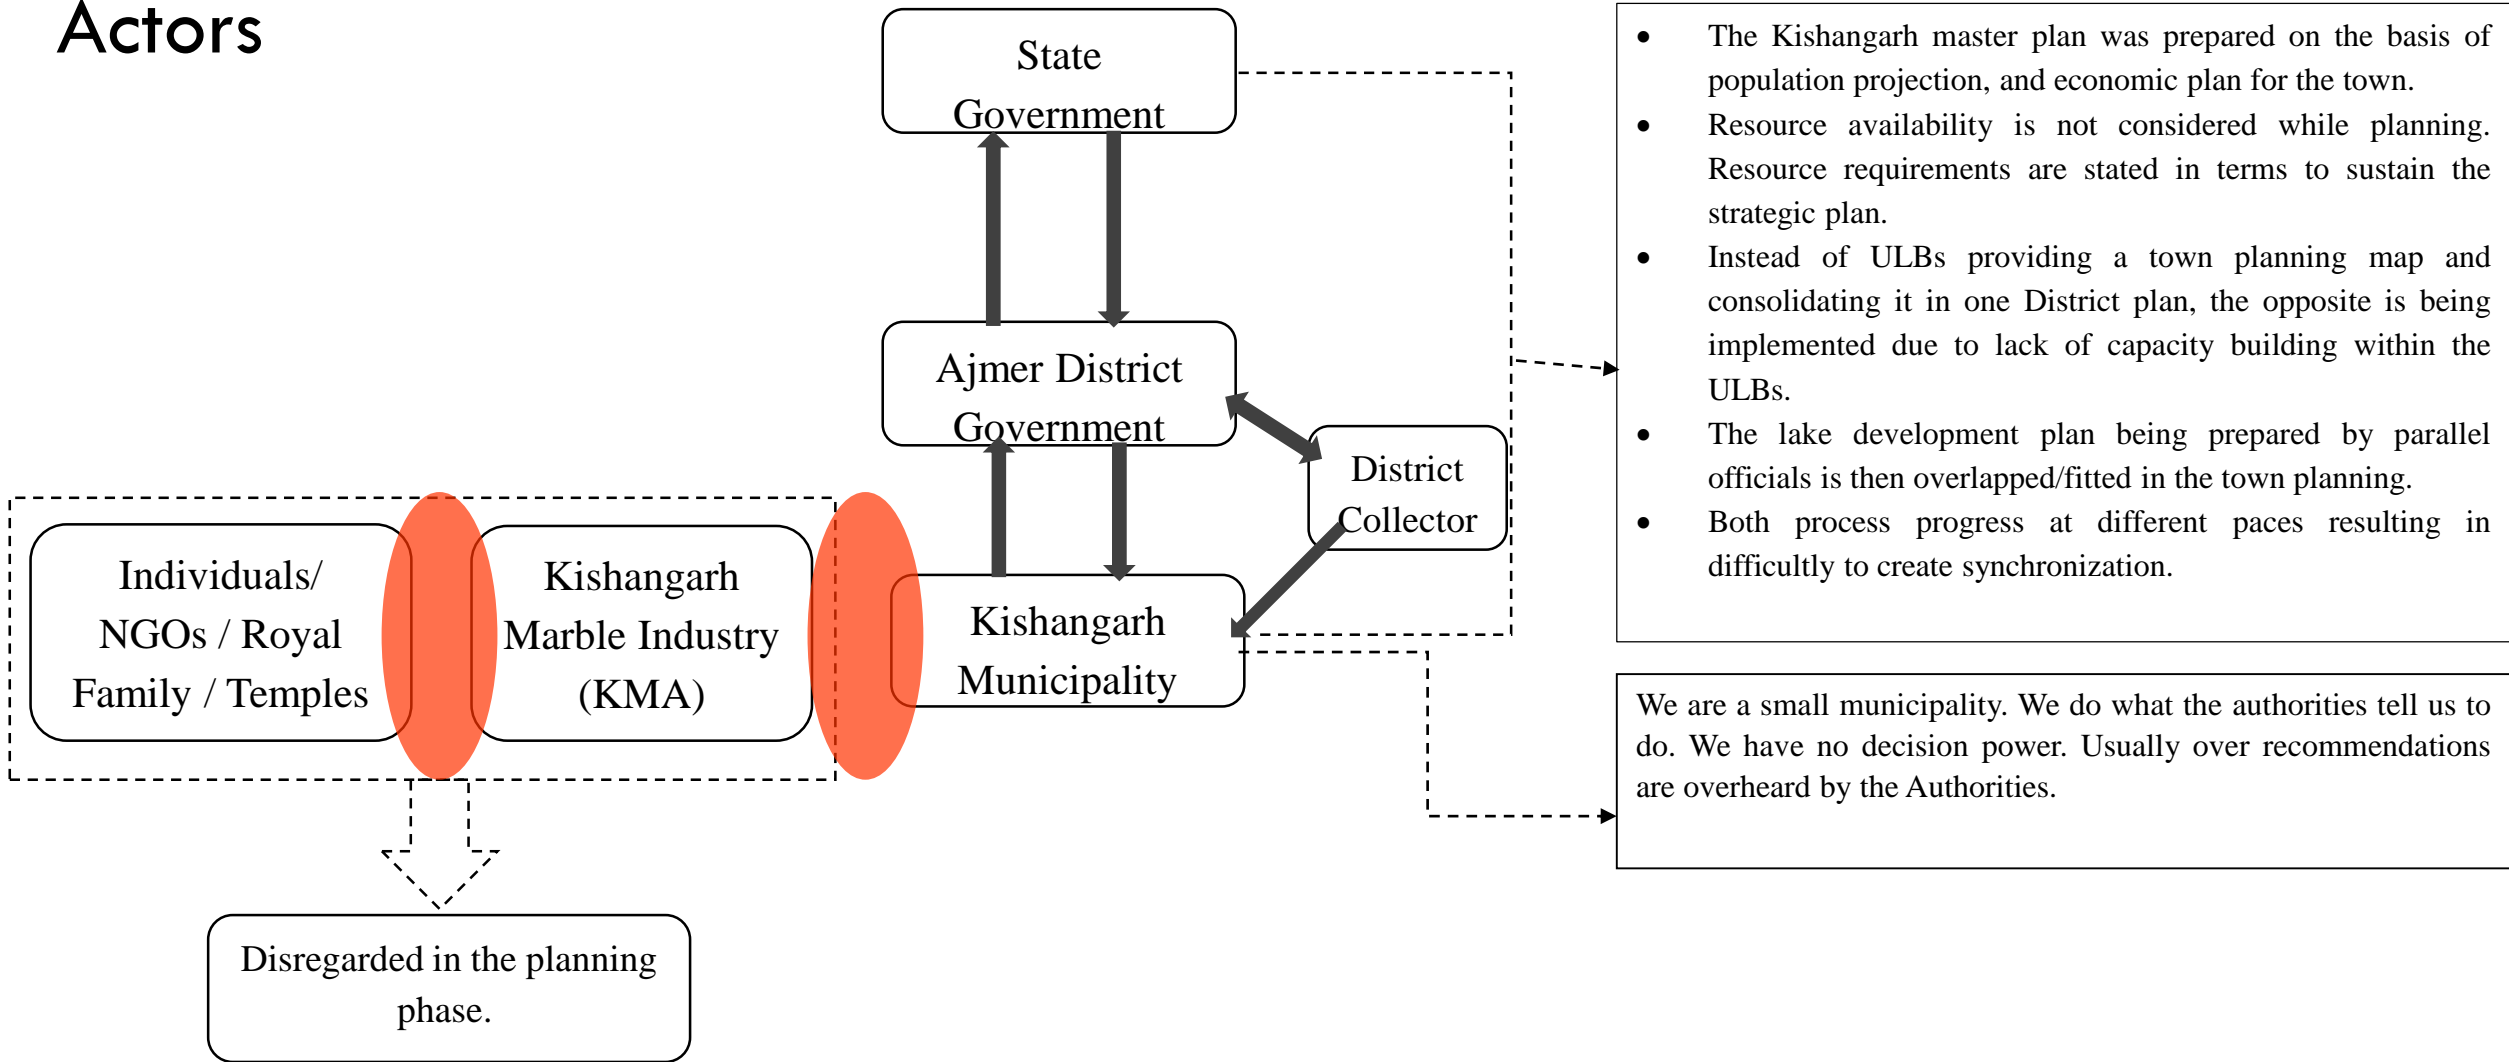 Actors
State
Government
Ajmer District
Government
District
Collector
Individuals/
NGOs / Royal
Family / Temples
Kishangarh
Marble Industry
(KMA)
Kishangarh
Municipality
Disregarded in the planning
phase.
• The Kishangarh master plan was prepared on the basis of
population projection, and economic plan for the town.
• Resource availability is not considered while planning.
Resource requirements are stated in terms to sustain the
strategic plan.
• Instead of ULBs providing a town planning map and
consolidating it in one District plan, the opposite is being
implemented due to lack of capacity building within the
ULBs.
• The lake development plan being prepared by parallel
officials is then overlapped/fitted in the town planning.
• Both process progress at different paces resulting in
difficultly to create synchronization.
We are a small municipality. We do what the authorities tell us to
do. We have no decision power. Usually over recommendations
are overheard by the Authorities.